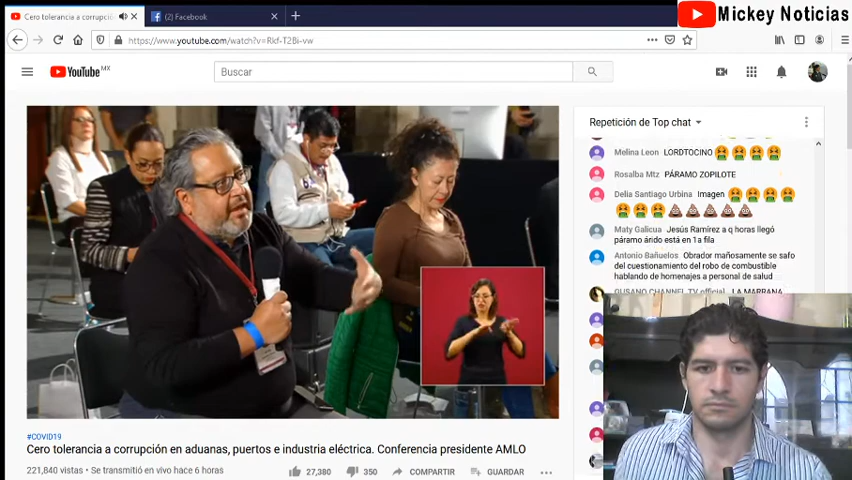 Cero tolerancia a corrupció
(2) Facebook
Mickey Noticias
https://www.youtube.com/watch?v=Rkf-T2Bi-vw
YouTube MX
Buscar
Repetición de Top chat
Melina Leon LORDTOCINO
Rosalba Mtz PÁRAMO ZOPILOTE
Delia Santiago Urbina Imagen
Maty Galicua Jesús Ramírez a q horas llegó
páramo árido está en 1a fila
Antonio Bañuelos Obrador mañosamente se safo
del cuestionamiento del robo de combustible
hablando de homenajes a personal de salud
GUSANO CHANNEL TV official LA MARRANA
#COVID19
Cero tolerancia a corrupción en aduanas, puertos e industria eléctrica. Conferencia presidente AMLO
221,840 vistas • Se transmitió en vivo hace 6 horas
27,380
350
COMPARTIR
GUARDAR